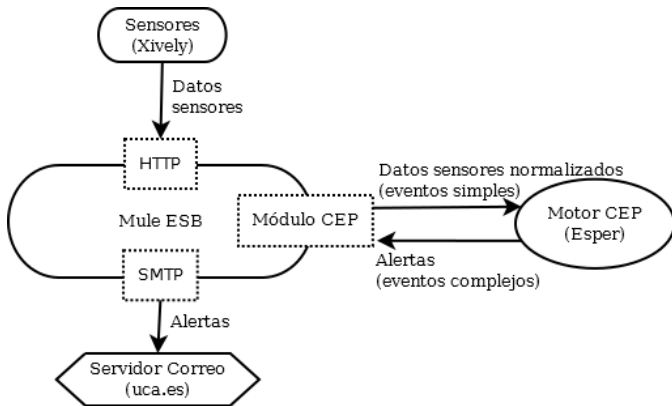 Sensores
(Xively)
Datos
sensores
HTTP
Mule ESB
Módulo CEP
Datos sensores normalizados
(eventos simples)
Motor CEP
(Esper)
Alertas
(eventos complejos)
SMTP
Alertas
Servidor Correo
(uca.es)